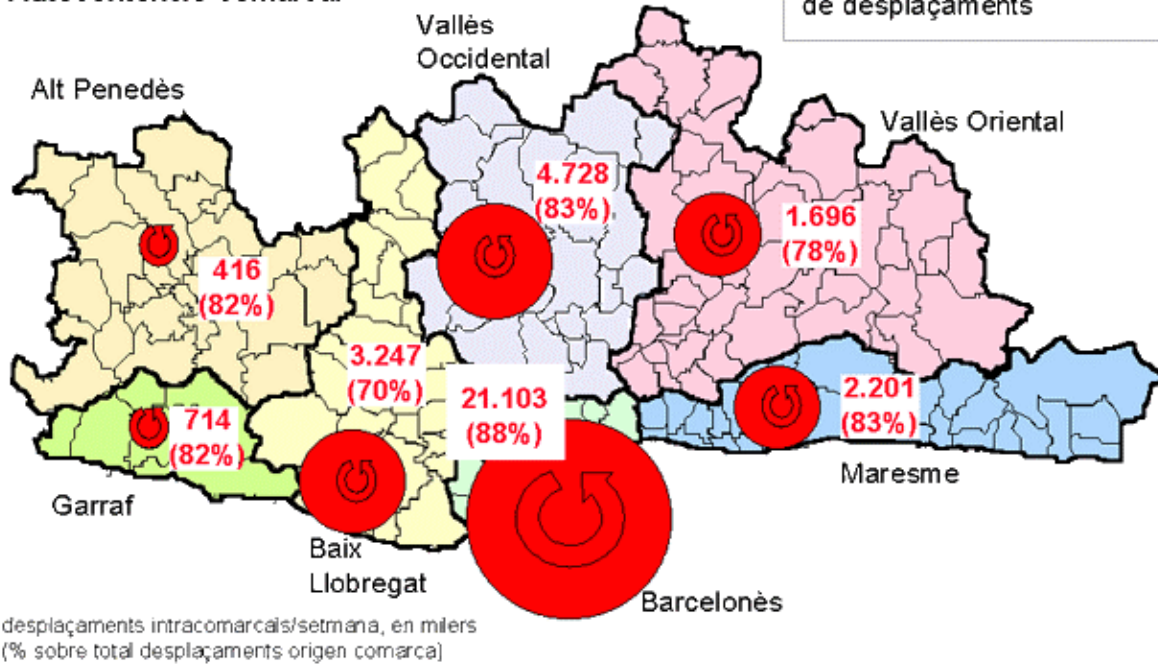 de desplaçaments
Vallès
Occidental
Alt Penedès
Vallès Oriental
4.728
(83%)
1.696
(78%)
416
(82%)
3.247
(70%)
21.103
(88%)
2.201
(83%)
714
(82%)
Maresme
Garraf
Baix
Llobregat
Barcelonès
desplaçaments intracomarcals/setmana, en milers
(% sobre total desplaçaments origen comarca)